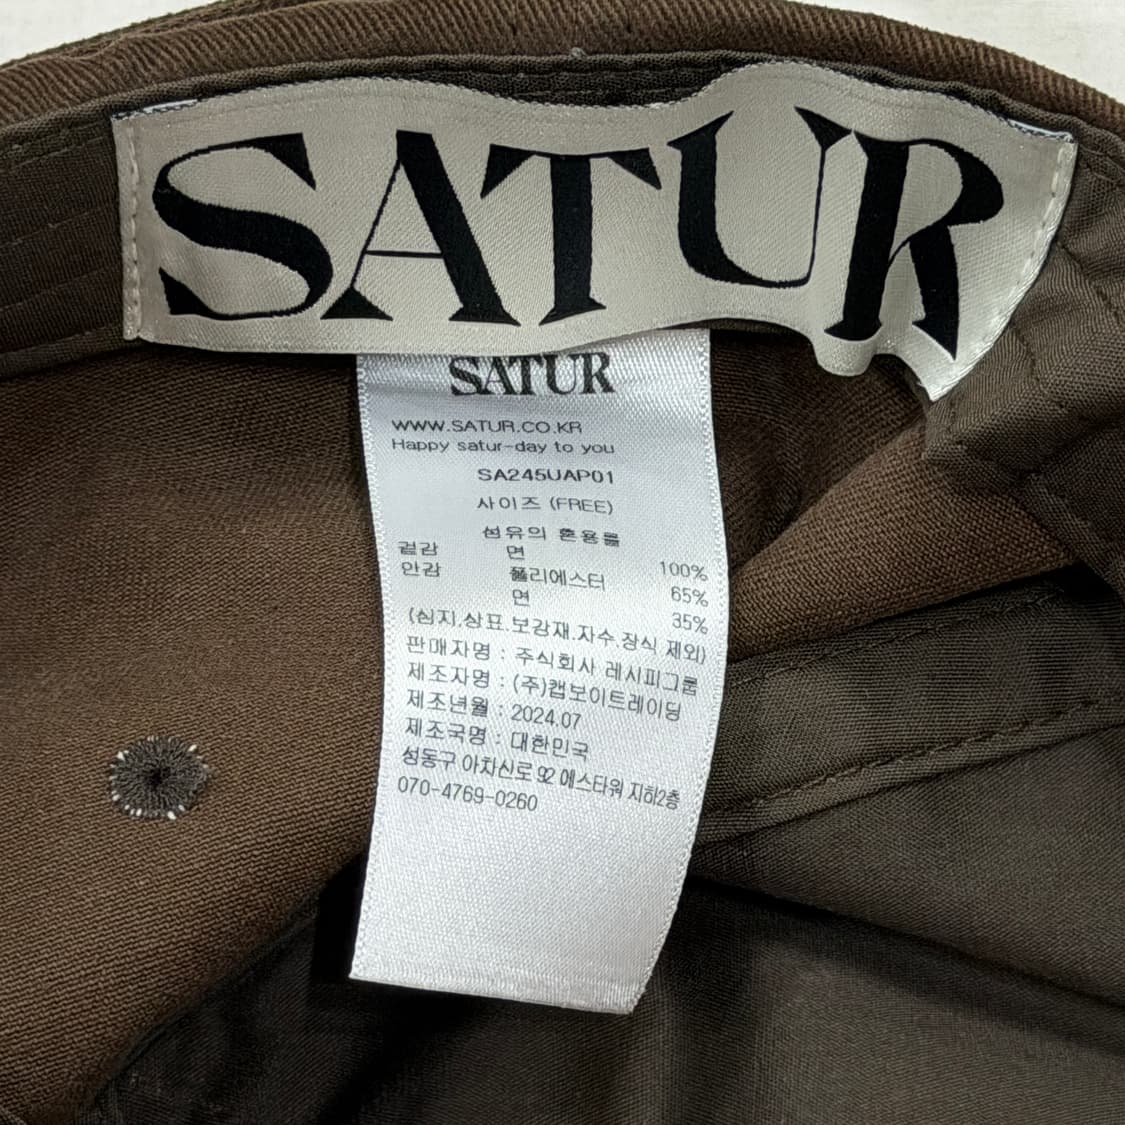 SATUR
SATUR
WWW.SATUR.CO.KR
Happy satur-day to you
SA245UAP01
사이즈 (FREE)
섬유의 혼용률
겉감 면 100%
안감 폴리에스터 65%
면 35%
(심지.상표.보강재.자수.장식 제외)
판매자명 : 주식회사 레시피그룹
제조자명 : (주)캡보이트레이딩
제조년월 : 2024.07
제조국명 : 대한민국
성동구 아차산로 92 에스타워 지하2층
070-4769-0260